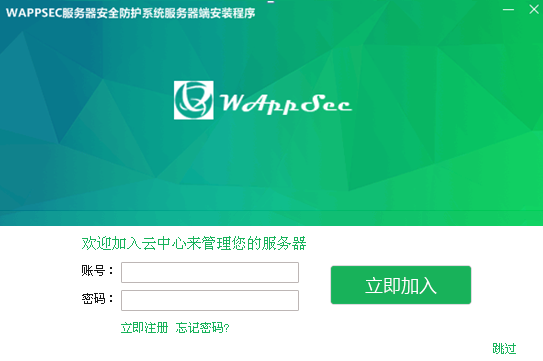 WAPPSEC服务器安全防护系统服务器端安装程序
WAppSec
欢迎加入云中心来管理您的服务器
账号：
密码：
立即加入
立即注册 忘记密码?
跳过